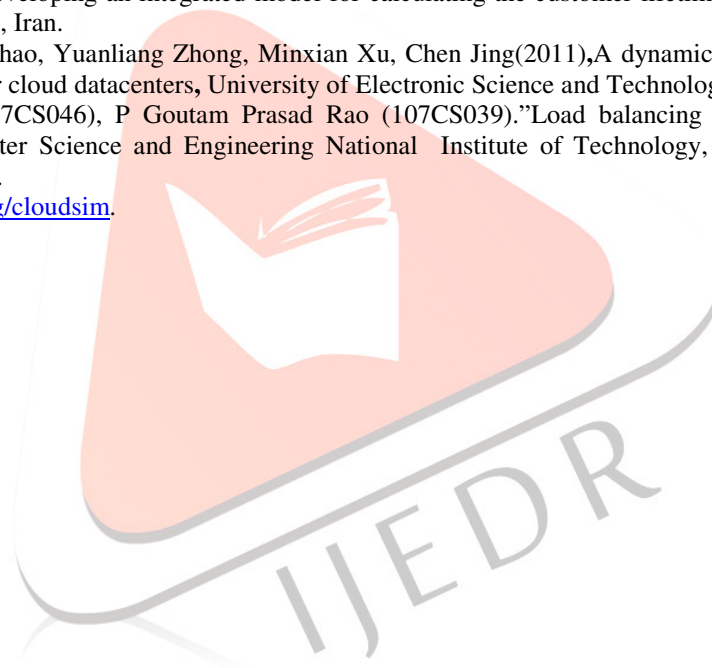 veloping an integrated model for calculating the customer lifetim
, Iran.
hao, Yuanliang Zhong, Minxian Xu, Chen Jing(2011),A dynamic
r cloud datacenters, University of Electronic Science and Technolog
7CS046), P Goutam Prasad Rao (107CS039).”Load balancing
ter Science and Engineering National Institute of Technology,
.
g/cloudsim.
IJEDR